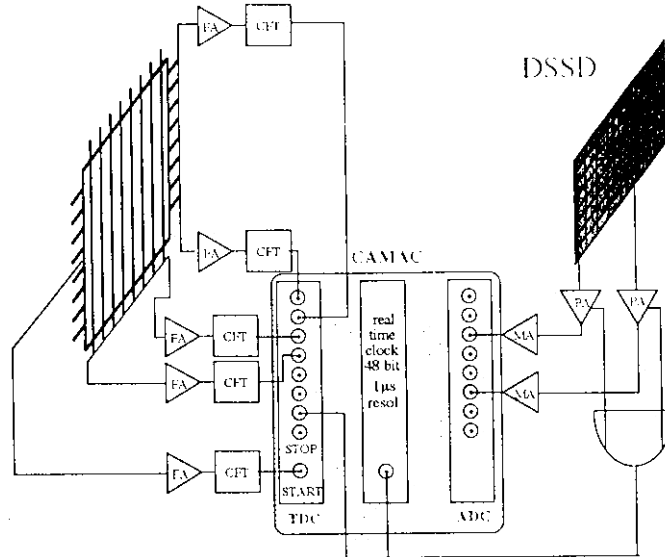 FA
CFT
DSSD
FA
CFT
CAMAC
PA
PA
FA
CFT
real
time
clock
48 bit
1μs
resol
MA
FA
CFT
MA
STOP
FA
CFT
START
TDC
ADC